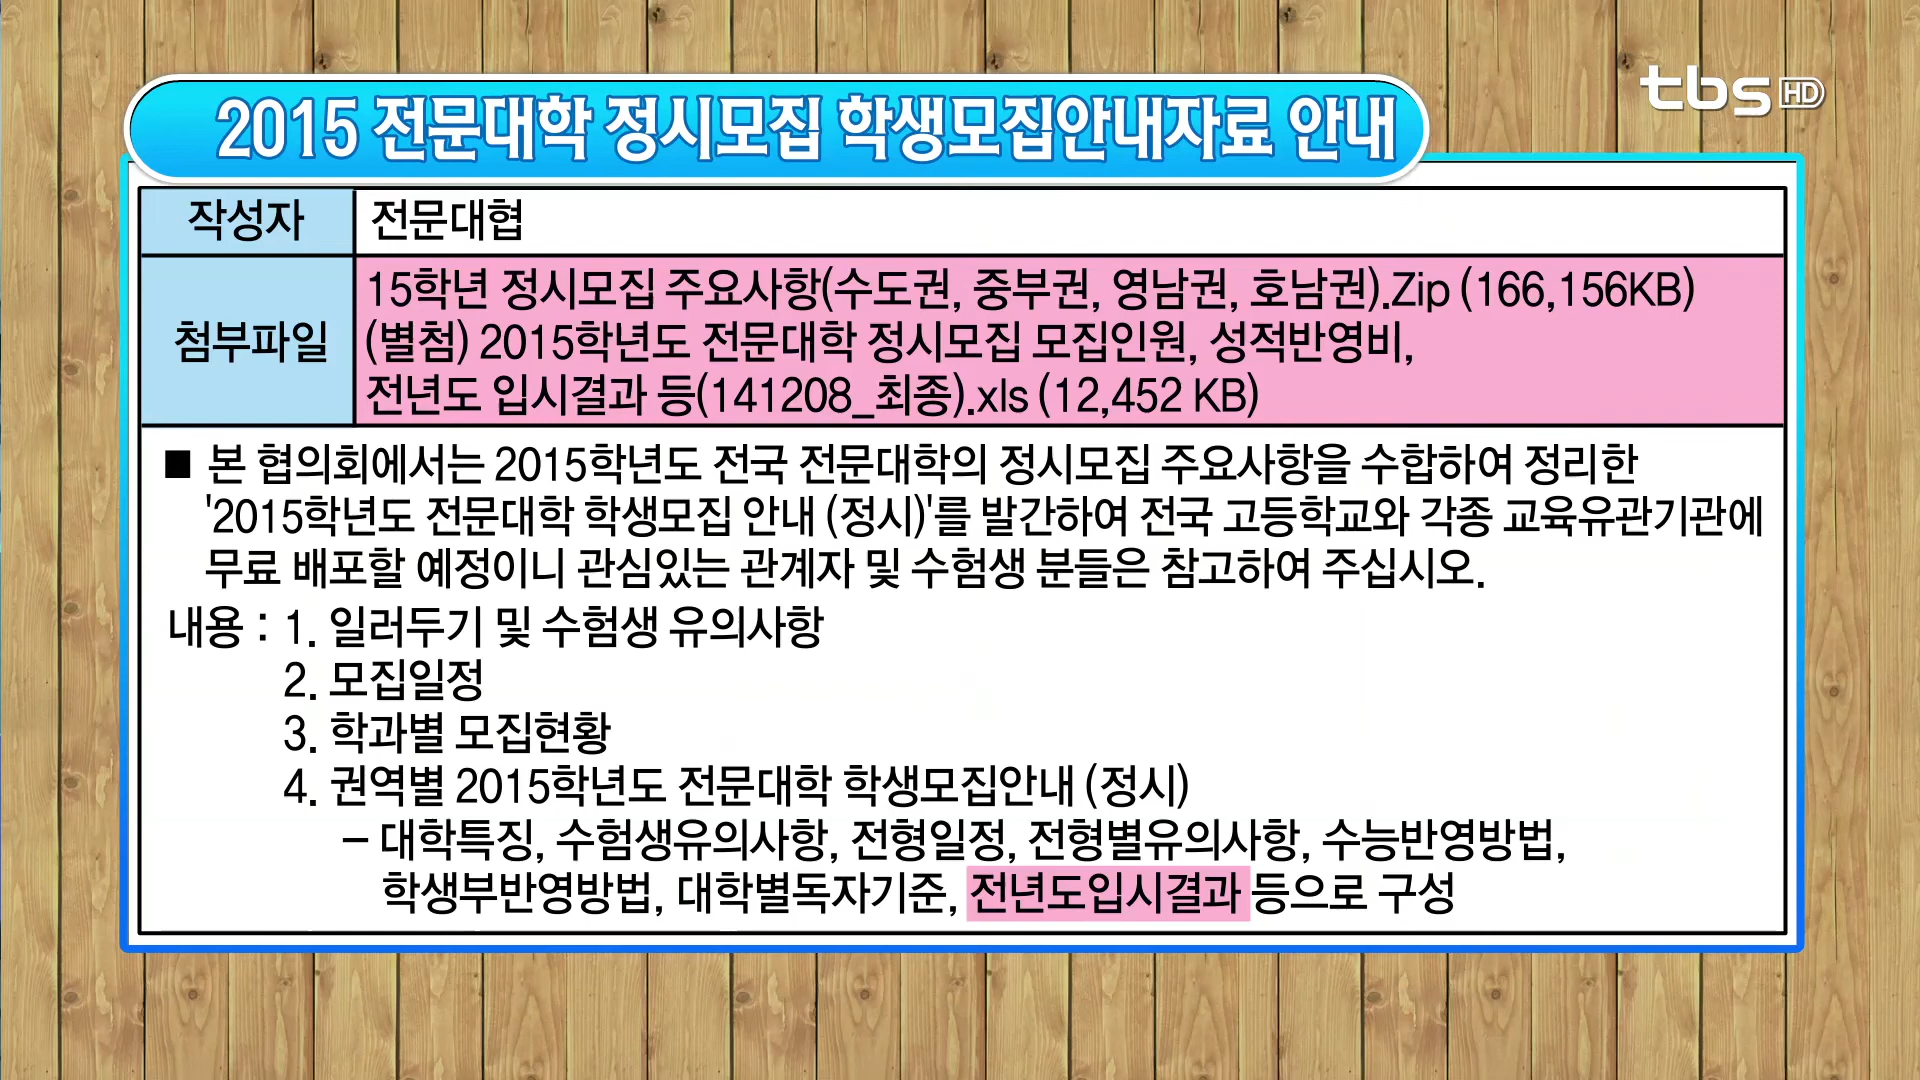 2015 전문대학 정시모집 학생모집안내자료 안내
tbs HD
작성자 전문대협
첨부파일
15학년 정시모집 주요사항(수도권, 중부권, 영남권, 호남권).Zip (166,156KB)
(별첨) 2015학년도 전문대학 정시모집 모집인원, 성적반영비,
전년도 입시결과 등(141208_최종).xls (12,452 KB)
■ 본 협의회에서는 2015학년도 전국 전문대학의 정시모집 주요사항을 수합하여 정리한
'2015학년도 전문대학 학생모집 안내 (정시)'를 발간하여 전국 고등학교와 각종 교육유관기관에
무료 배포할 예정이니 관심있는 관계자 및 수험생 분들은 참고하여 주십시오.
내용 : 1. 일러두기 및 수험생 유의사항
2. 모집일정
3. 학과별 모집현황
4. 권역별 2015학년도 전문대학 학생모집안내 (정시)
– 대학특징, 수험생유의사항, 전형일정, 전형별유의사항, 수능반영방법,
학생부반영방법, 대학별독자기준, 전년도입시결과 등으로 구성